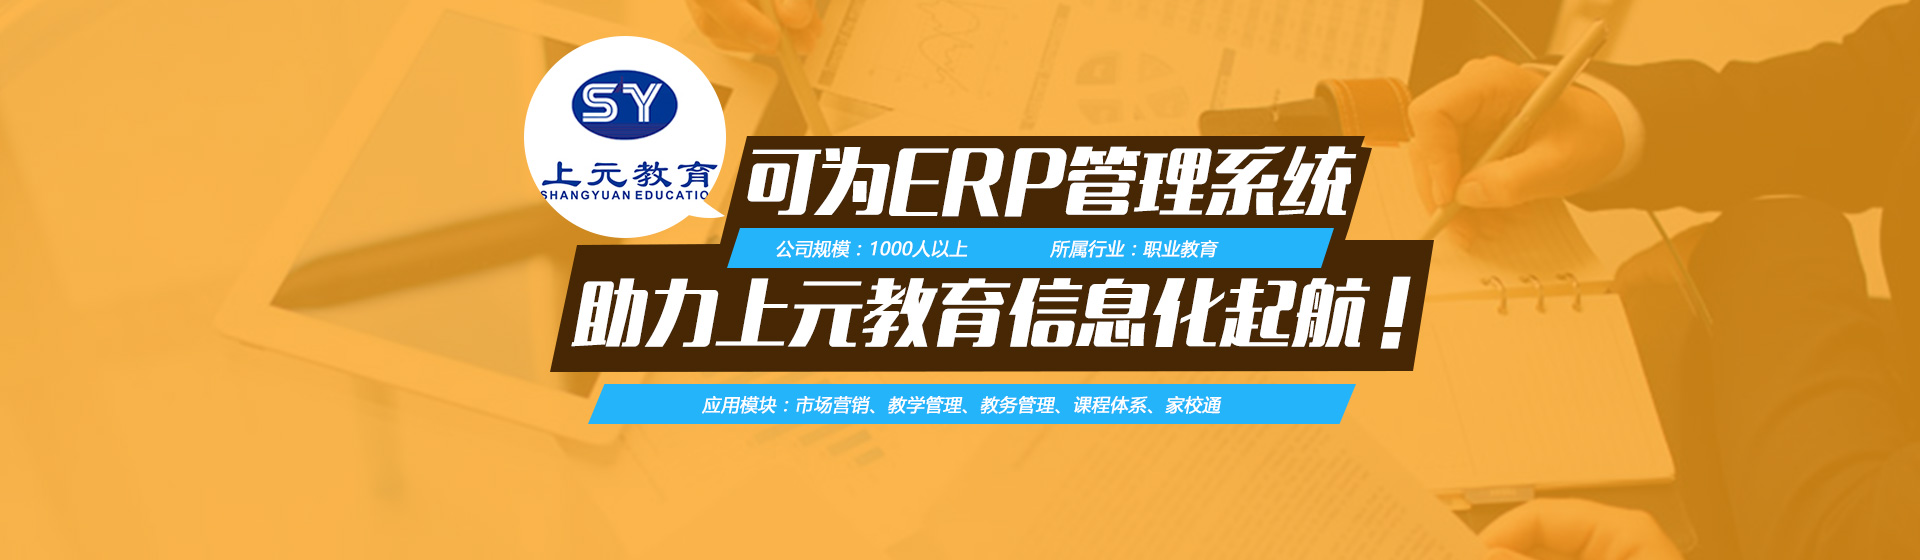 SY
上元教育
SHANGYUAN EDUCATIO
可为ERP管理系统
公司规模：1000人以上 所属行业：职业教育
助力上元教育信息化起航！
应用模块：市场营销、教学管理、教务管理、课程体系、家校通